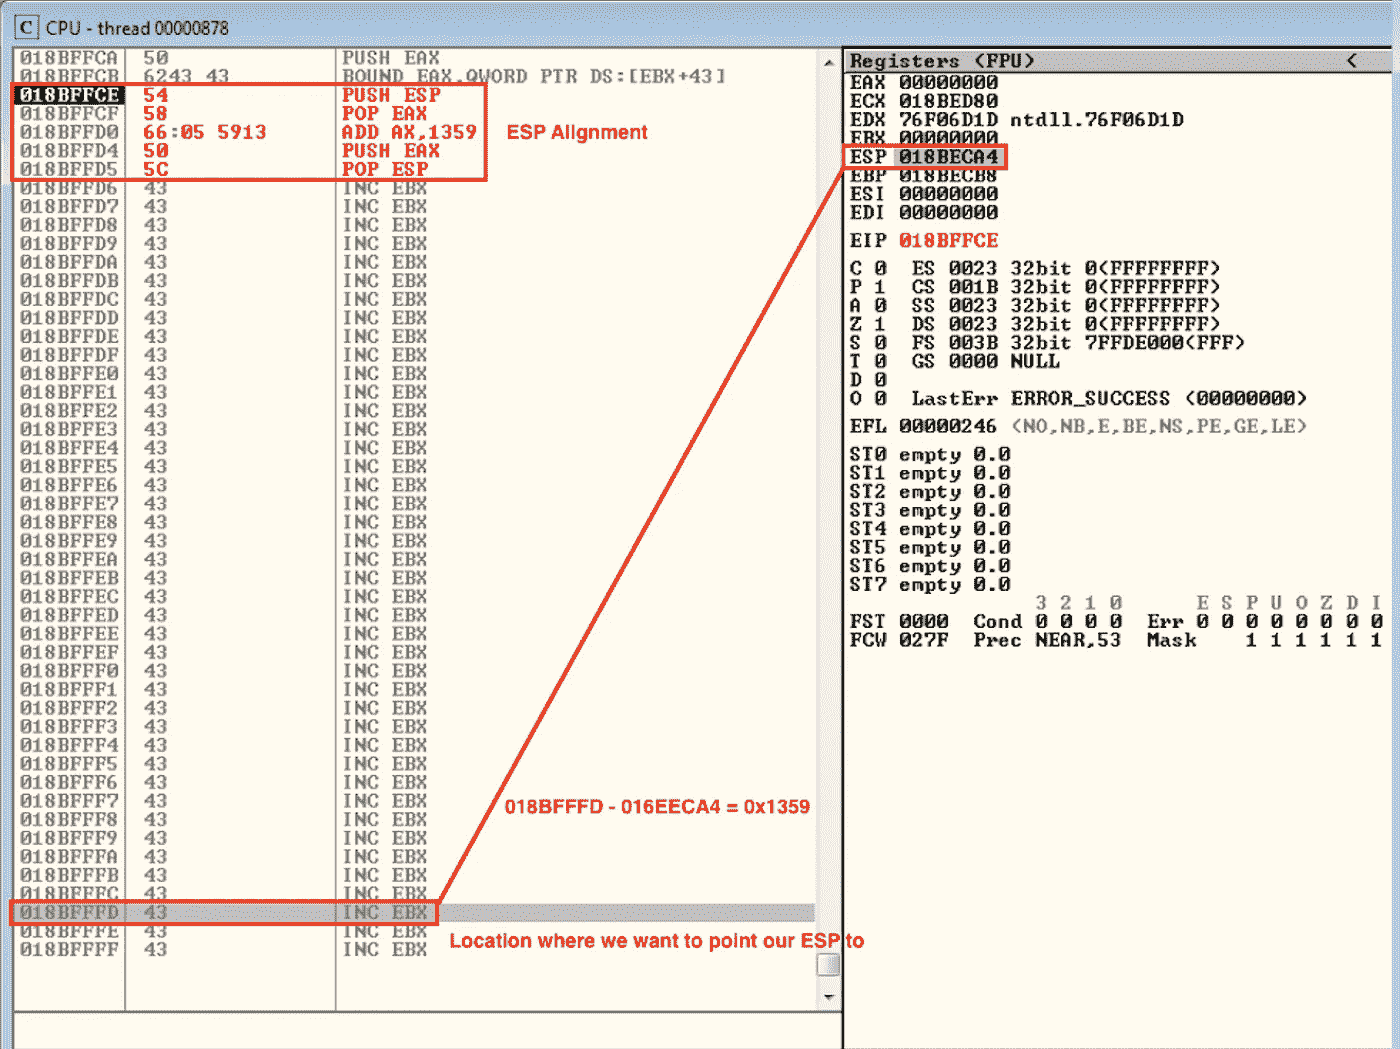 C CPU - thread 00000878
018BFFCA 50 PUSH EAX
018BFFCB 6243 43 BOUND EAX,QWORD PTR DS:[EBX+43]
018BFFCE 54 PUSH ESP
018BFFCF 58 POP EAX
018BFFD0 66:05 5913 ADD AX,1359 ESP Alignment
018BFFD4 50 PUSH EAX
018BFFD5 5C POP ESP
018BFFD6 43 INC EBX
018BFFD7 43 INC EBX
018BFFD8 43 INC EBX
018BFFD9 43 INC EBX
018BFFDA 43 INC EBX
018BFFDB 43 INC EBX
018BFFDC 43 INC EBX
018BFFDD 43 INC EBX
018BFFDE 43 INC EBX
018BFFDF 43 INC EBX
018BFFE0 43 INC EBX
018BFFE1 43 INC EBX
018BFFE2 43 INC EBX
018BFFE3 43 INC EBX
018BFFE4 43 INC EBX
018BFFE5 43 INC EBX
018BFFE6 43 INC EBX
018BFFE7 43 INC EBX
018BFFE8 43 INC EBX
018BFFE9 43 INC EBX
018BFFEA 43 INC EBX
018BFFEB 43 INC EBX
018BFFEC 43 INC EBX
018BFFED 43 INC EBX
018BFFEE 43 INC EBX
018BFFEF 43 INC EBX
018BFFF0 43 INC EBX
018BFFF1 43 INC EBX
018BFFF2 43 INC EBX
018BFFF3 43 INC EBX
018BFFF4 43 INC EBX
018BFFF5 43 INC EBX
018BFFF6 43 INC EBX
018BFFF7 43 INC EBX
018BFFF8 43 INC EBX
018BFFF9 43 INC EBX
018BFFFA 43 INC EBX
018BFFFB 43 INC EBX
018BFFFC 43 INC EBX
018BFFFD 43 INC EBX
018BFFFE 43 INC EBX
018BFFFF 43 INC EBX
018BFFFD - 016EECA4 = 0x1359
Location where we want to point our ESP to
Registers (FPU) <
EAX 00000000
ECX 018BED80
EDX 76F06D1D ntdll.76F06D1D
EBX 00000000
ESP 018BECA4
EBP 018BECB8
ESI 00000000
EDI 00000000
EIP 018BFFCE
C 0 ES 0023 32bit 0(FFFFFFFF)
P 1 CS 001B 32bit 0(FFFFFFFF)
A 0 SS 0023 32bit 0(FFFFFFFF)
Z 1 DS 0023 32bit 0(FFFFFFFF)
S 0 FS 003B 32bit 7FFDE000(FFF)
T 0 GS 0000 NULL
D 0
O 0 LastErr ERROR_SUCCESS (00000000)
EFL 00000246 (NO,NB,E,BE,NS,PE,GE,LE)
ST0 empty 0.0
ST1 empty 0.0
ST2 empty 0.0
ST3 empty 0.0
ST4 empty 0.0
ST5 empty 0.0
ST6 empty 0.0
ST7 empty 0.0
3 2 1 0 E S P U O Z D I
FST 0000 Cond 0 0 0 0 Err 0 0 0 0 0 0 0 0
FCW 027F Prec NEAR,53 Mask 1 1 1 1 1 1